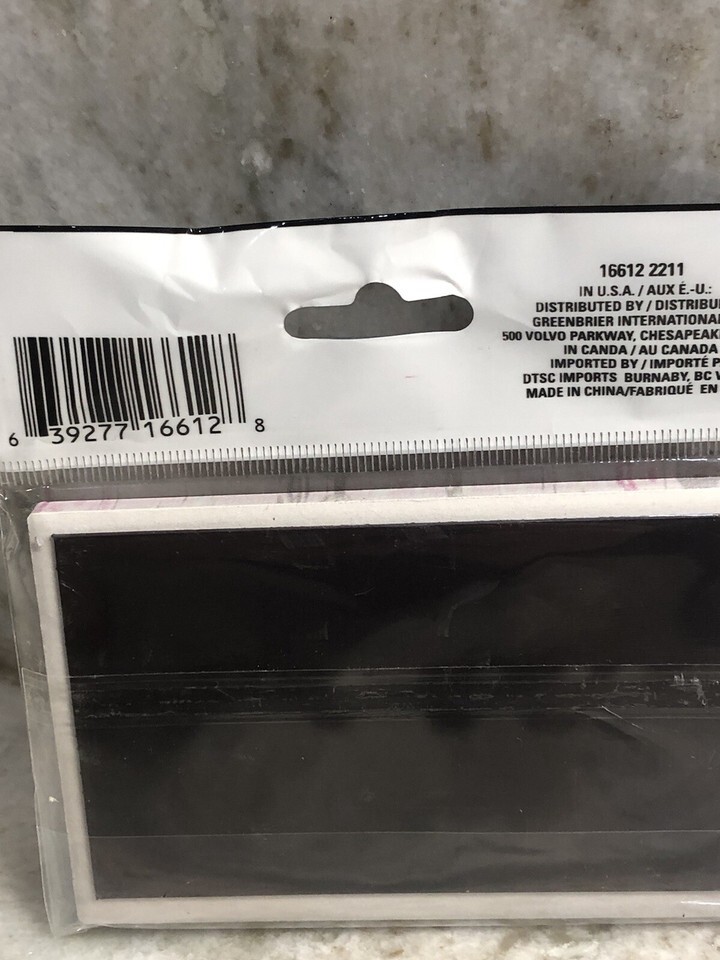 16612 2211
IN U.S.A. / AUX É.-U.:
DISTRIBUTED BY / DISTRIBU
GREENBRIER INTERNATIONA
500 VOLVO PARKWAY, CHESAPEAK
IN CANDA / AU CANADA
IMPORTED BY / IMPORTÉ P
DTSC IMPORTS BURNABY, BC V
MADE IN CHINA/FABRIQUÉ EN
6 39277 16612 8